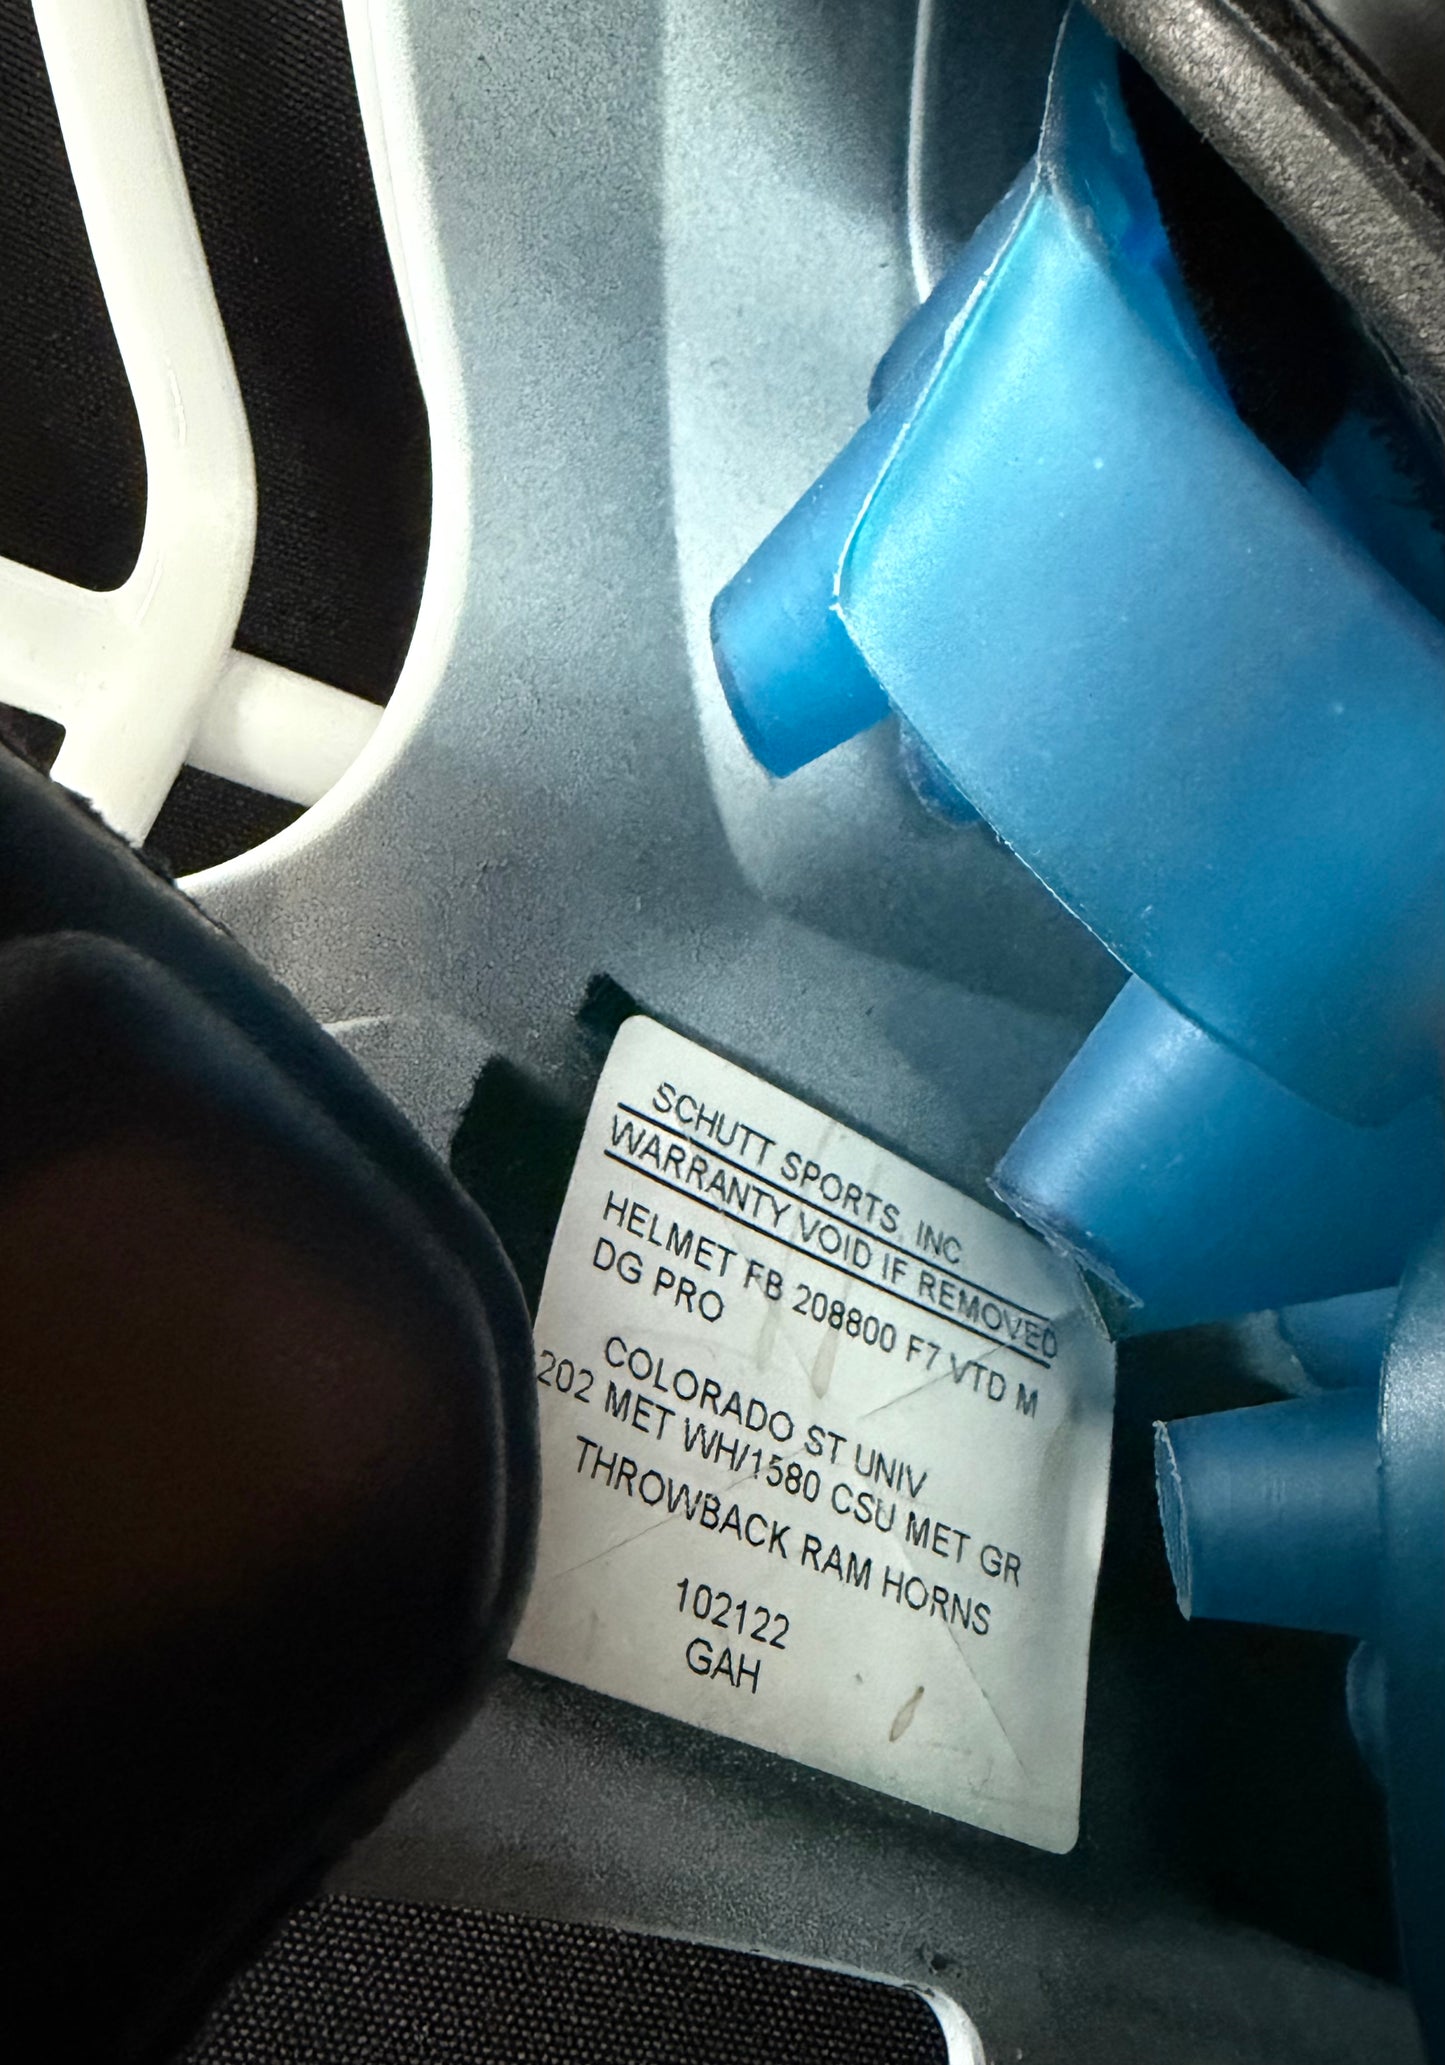 SCHUTT SPORTS, INC
WARRANTY VOID IF REMOVED
HELMET FB 208800 F7 VTD M
DG PRO
COLORADO ST UNIV
202 MET WH/1580 CSU MET GR
THROWBACK RAM HORNS
102122
GAH